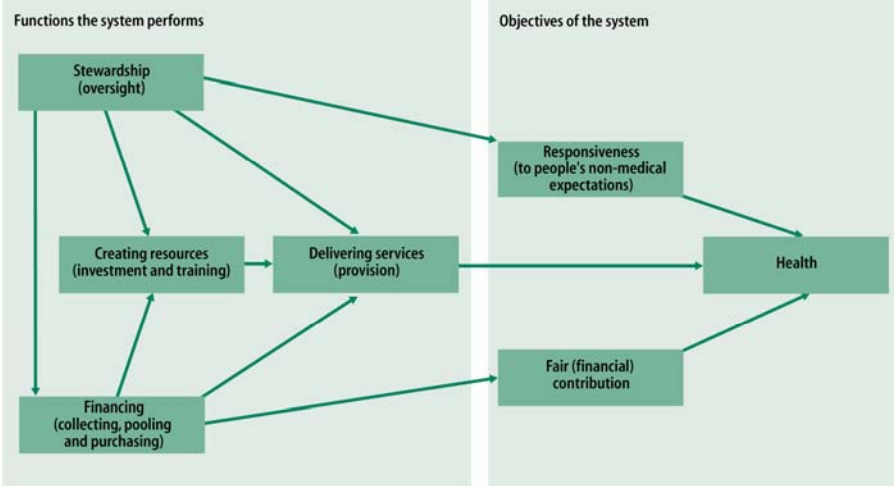 Functions the system performs
Objectives of the system
Stewardship
(oversight)
Responsiveness
(to people's non-medical
expectations)
Creating resources
(investment and training)
Delivering services
(provision)
Health
Fair (financial)
contribution
Financing
(collecting, pooling
and purchasing)